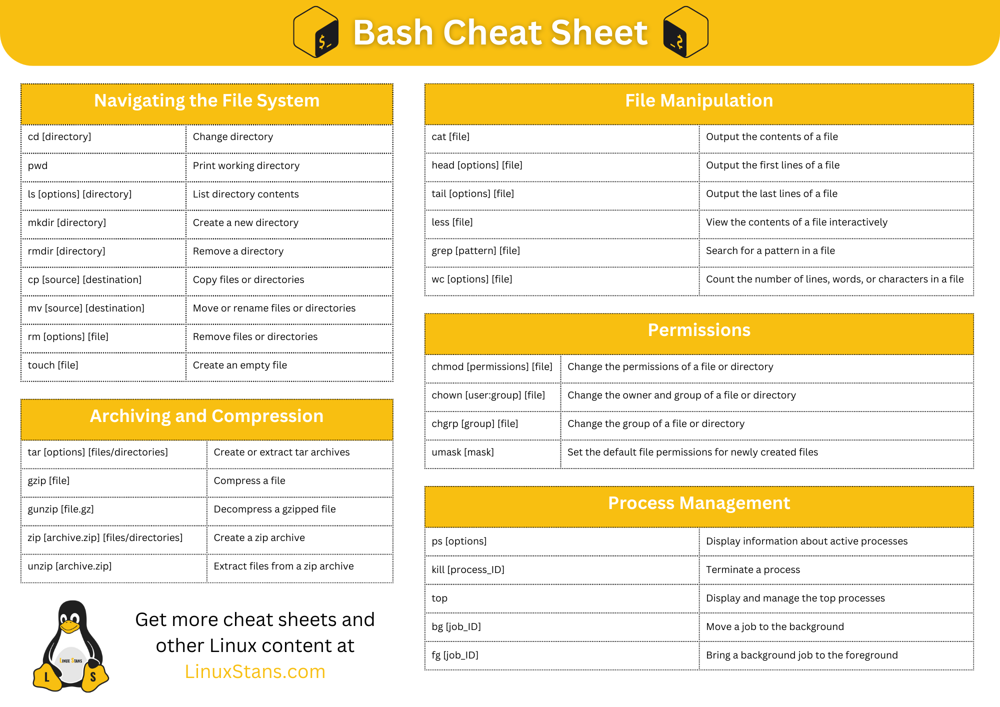 $_ Bash Cheat Sheet $_
Navigating the File System
cd [directory] Change directory
pwd Print working directory
ls [options] [directory] List directory contents
mkdir [directory] Create a new directory
rmdir [directory] Remove a directory
cp [source] [destination] Copy files or directories
mv [source] [destination] Move or rename files or directories
rm [options] [file] Remove files or directories
touch [file] Create an empty file
Archiving and Compression
tar [options] [files/directories] Create or extract tar archives
gzip [file] Compress a file
gunzip [file.gz] Decompress a gzipped file
zip [archive.zip] [files/directories] Create a zip archive
unzip [archive.zip] Extract files from a zip archive
LINUX STANS
L S
Get more cheat sheets and
other Linux content at
LinuxStans.com
File Manipulation
cat [file] Output the contents of a file
head [options] [file] Output the first lines of a file
tail [options] [file] Output the last lines of a file
less [file] View the contents of a file interactively
grep [pattern] [file] Search for a pattern in a file
wc [options] [file] Count the number of lines, words, or characters in a file
Permissions
chmod [permissions] [file] Change the permissions of a file or directory
chown [user:group] [file] Change the owner and group of a file or directory
chgrp [group] [file] Change the group of a file or directory
umask [mask] Set the default file permissions for newly created files
Process Management
ps [options] Display information about active processes
kill [process_ID] Terminate a process
top Display and manage the top processes
bg [job_ID] Move a job to the background
fg [job_ID] Bring a background job to the foreground